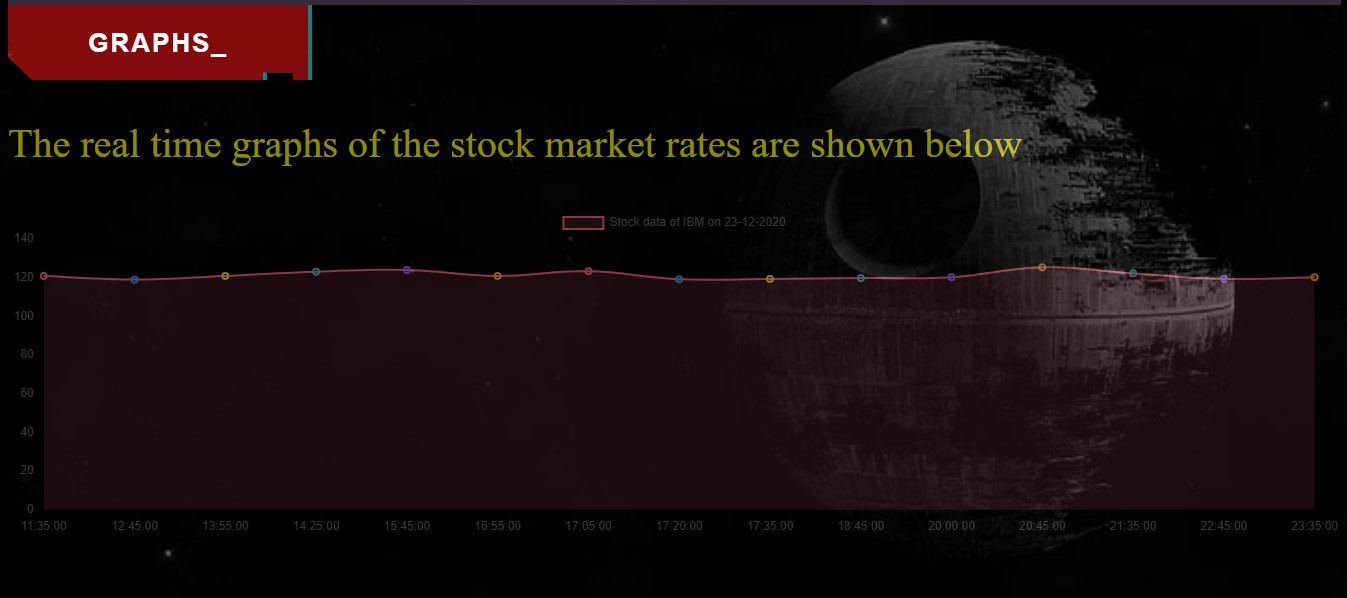 GRAPHS_
The real time graphs of the stock market rates are shown below
Stock data of IBM on 23-12-2020
140
120
100
80
60
40
20
0
11:35:00 12:45:00 13:55:00 14:25:00 15:45:00 16:55:00 17:05:00 17:20:00 17:35:00 18:45:00 20:00:00 20:45:00 21:35:00 22:45:00 23:35:00